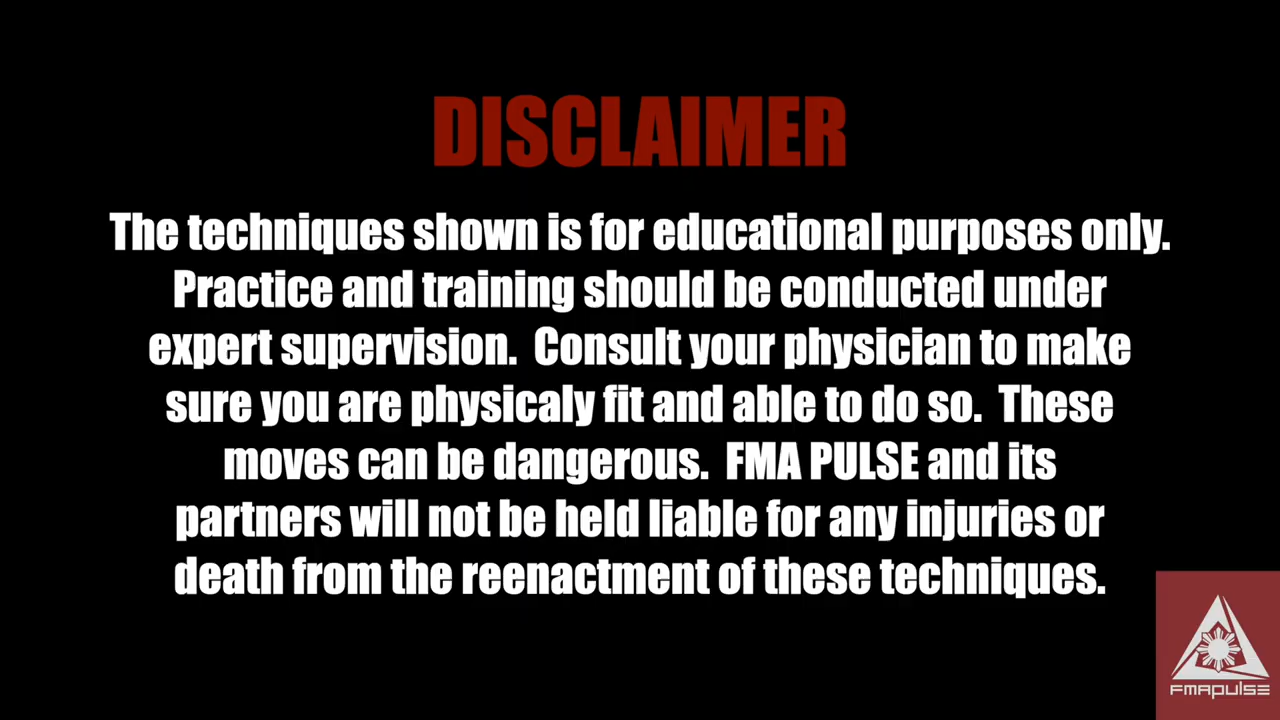 DISCLAIMER
The techniques shown is for educational purposes only.
Practice and training should be conducted under
expert supervision.  Consult your physician to make
sure you are physicaly fit and able to do so.  These
moves can be dangerous.  FMA PULSE and its
partners will not be held liable for any injuries or
death from the reenactment of these techniques.
FMAPULSE